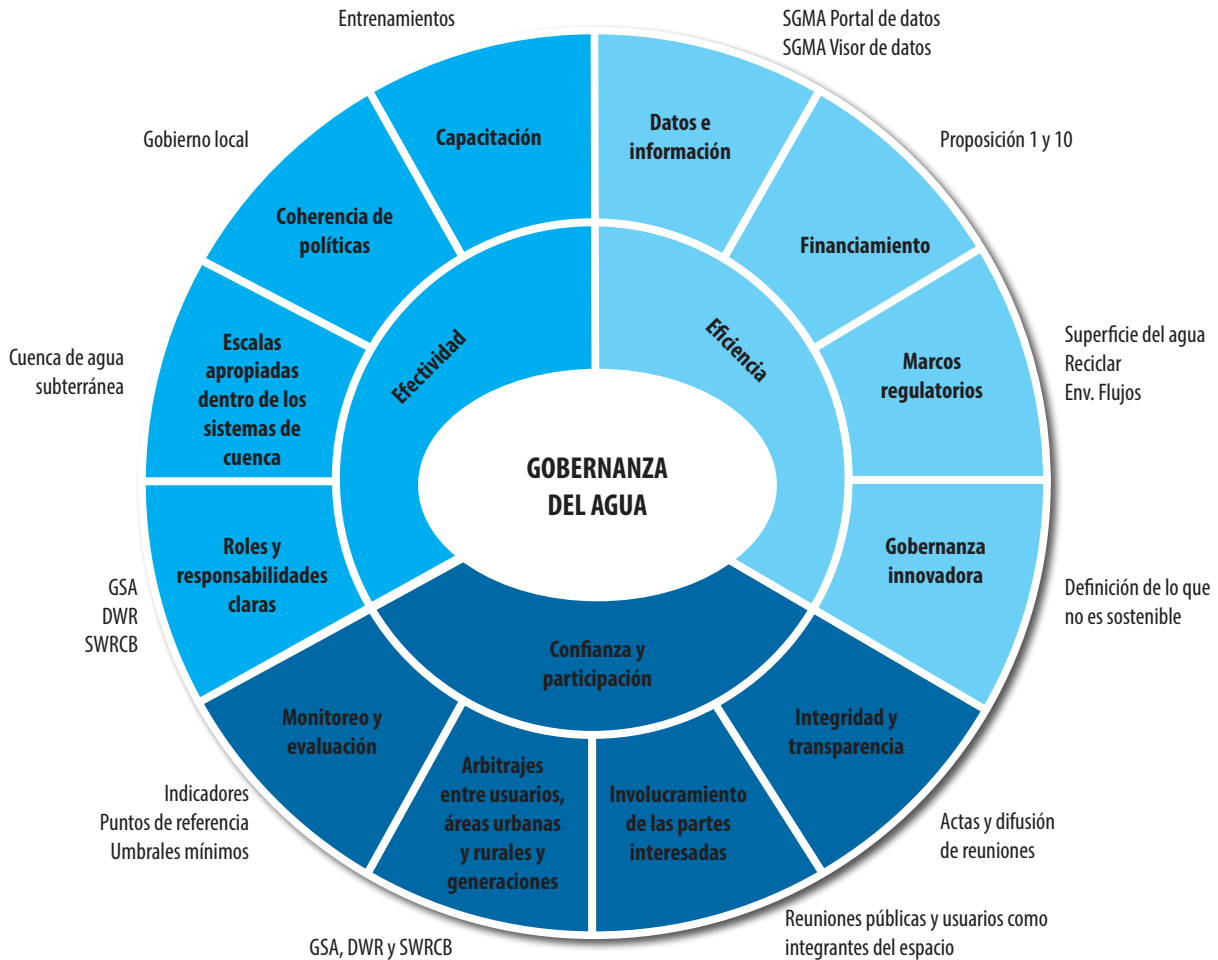 Entrenamientos
SGMA Portal de datos
SGMA Visor de datos
Gobierno local
Capacitación
Datos e
información
Proposición 1 y 10
Coherencia de
políticas
Financiamiento
Cuenca de agua
subterránea
Escalas
apropiadas
dentro de los
sistemas de
cuenca
Efectividad
Eficiencia
Marcos
regulatorios
Superficie del agua
Reciclar
Env. Flujos
GOBERNANZA
DEL AGUA
GSA
DWR
SWRCB
Roles y
responsabilidades
claras
Gobernanza
innovadora
Definición de lo que
no es sostenible
Confianza y
participación
Indicadores
Puntos de referencia
Umbrales mínimos
Monitoreo y
evaluación
Arbitrajes
entre usuarios,
áreas urbanas
y rurales y
generaciones
Involucramiento
de las partes
interesadas
Integridad y
transparencia
Actas y difusión
de reuniones
GSA, DWR y SWRCB
Reuniones públicas y usuarios como
integrantes del espacio